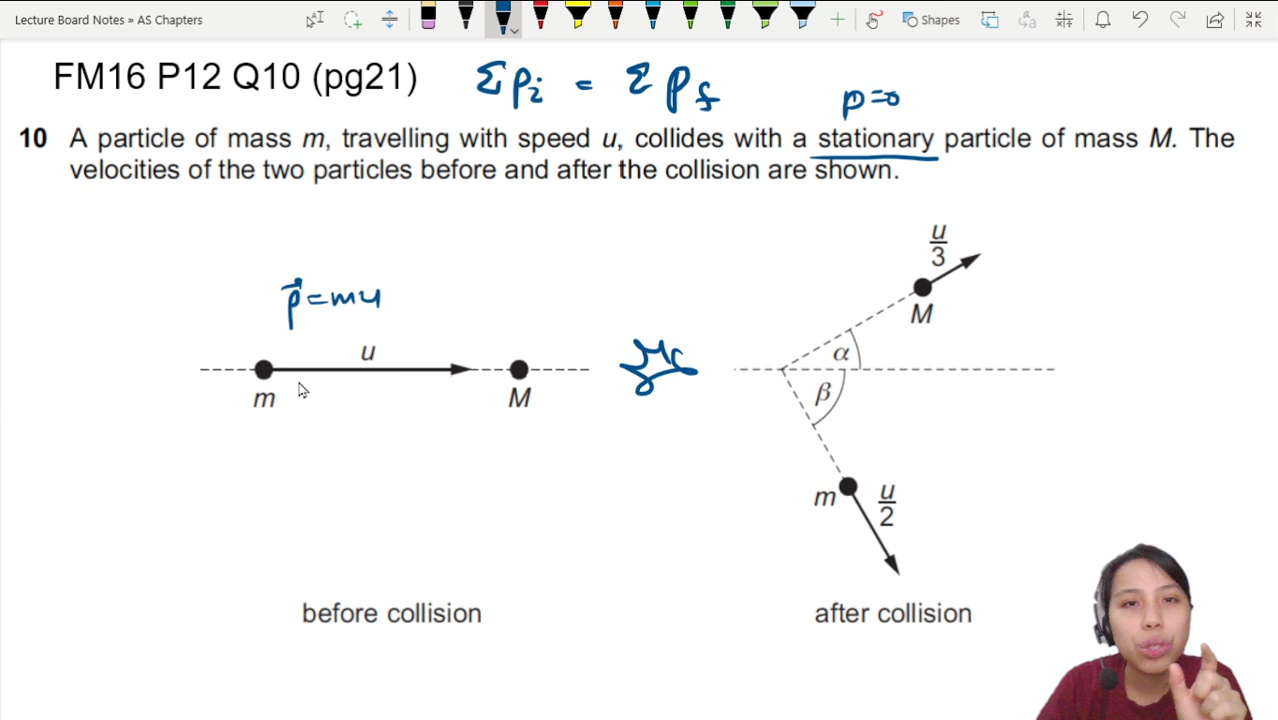 Lecture Board Notes » AS Chapters
Shapes
FM16 P12 Q10 (pg21)
Σpi = Σpf
p=0
10 A particle of mass m, travelling with speed u, collides with a stationary particle of mass M. The
velocities of the two particles before and after the collision are shown.
p⃗=mu
u
m
M
u/3
M
α
β
m
u/2
before collision
after collision